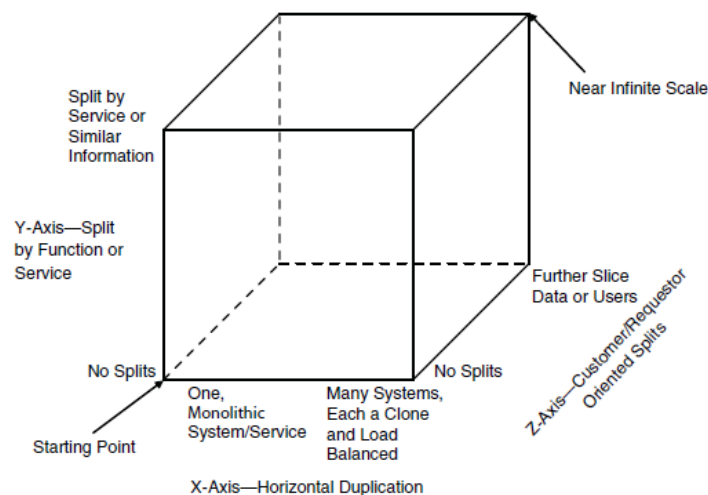 Near Infinite Scale
Split by
Service or
Similar
Information
Y-Axis—Split
by Function or
Service
Further Slice
Data or Users
Z-Axis—Customer/Requestor
Oriented Splits
No Splits
No Splits
One,
Monolithic
System/Service
Many Systems,
Each a Clone
and Load
Balanced
Starting Point
X-Axis—Horizontal Duplication